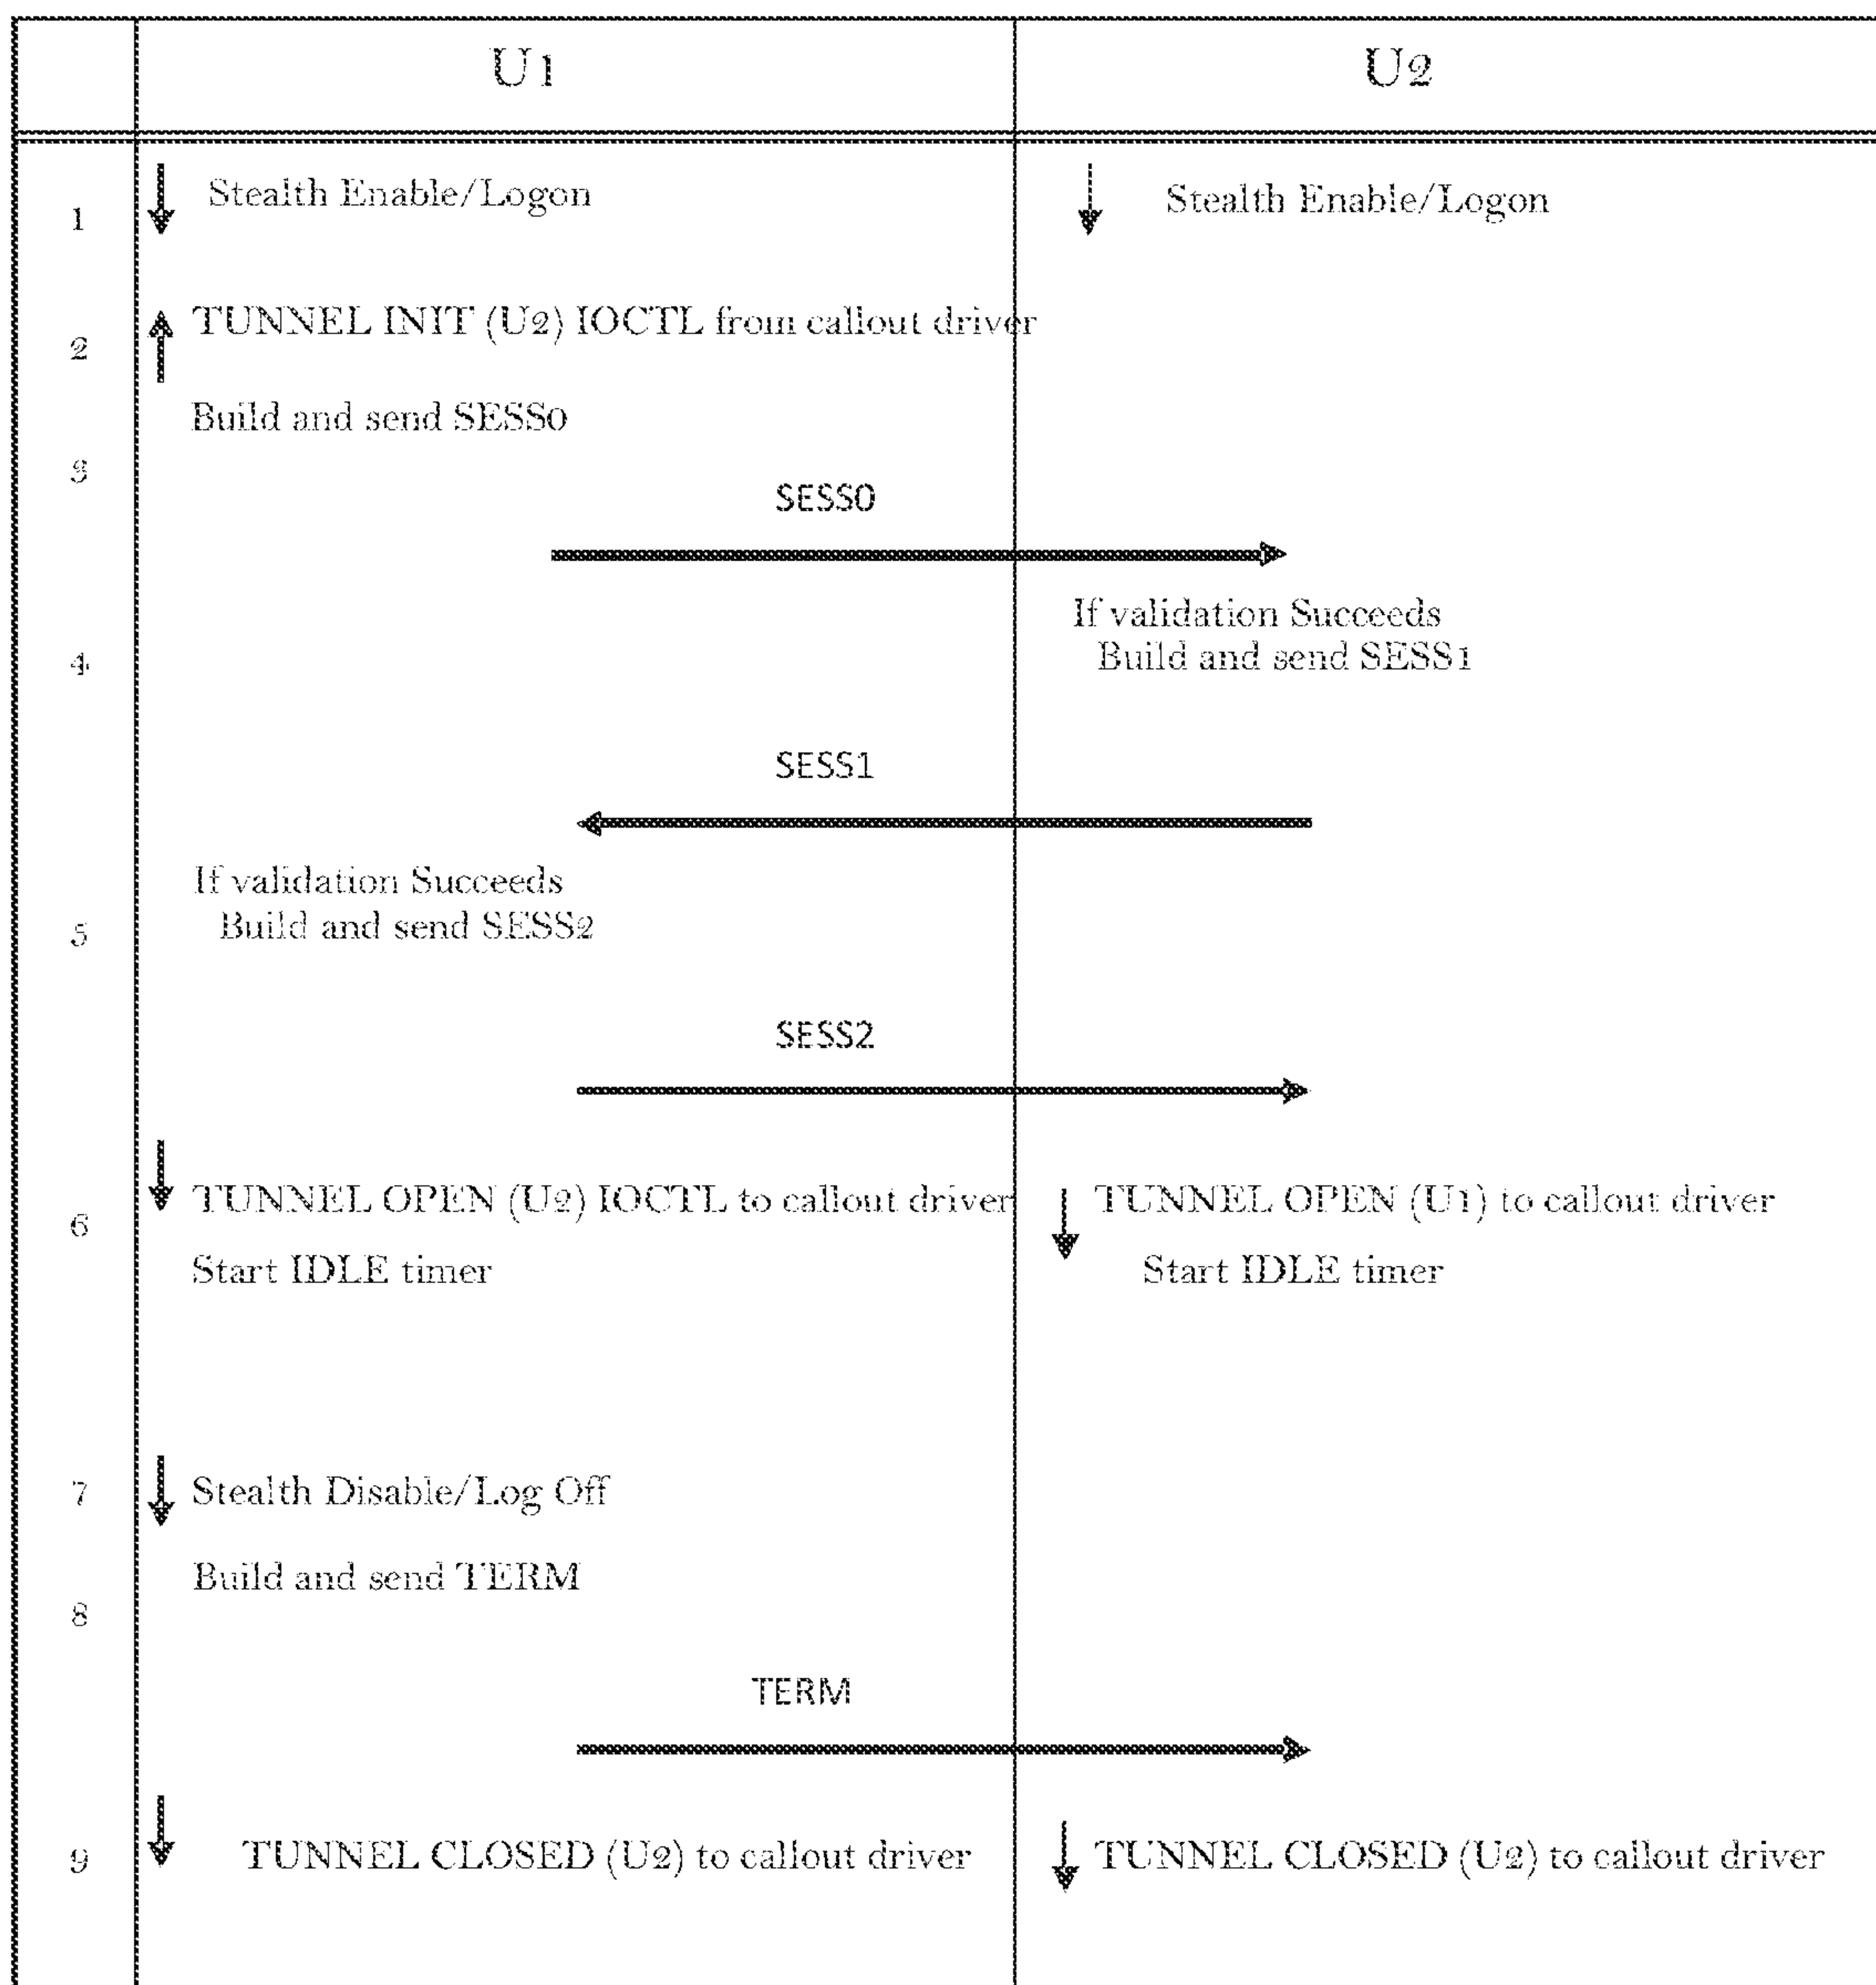 U1
U2
1
Stealth Enable/Logon
Stealth Enable/Logon
2
TUNNEL INIT (U2) IOCTL from callout driver
Build and send SESS0
3
SESS0
If validation Succeeds
4
Build and send SESS1
SESS1
If validation Succeeds
5
Build and send SESS2
SESS2
6
TUNNEL OPEN (U2) IOCTL to callout driver
TUNNEL OPEN (U1) to callout driver
Start IDLE timer
Start IDLE timer
7
Stealth Disable/Log Off
Build and send TERM
8
TERM
9
TUNNEL CLOSED (U2) to callout driver
TUNNEL CLOSED (U2) to callout driver